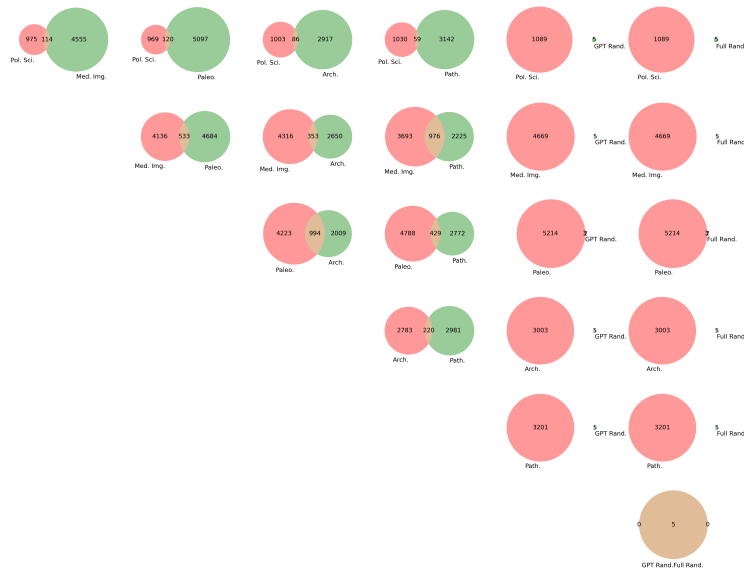 975 114 4555
Pol. Sci.
Med. Img.
969 120 5097
Pol. Sci.
Paleo.
1003 86 2917
Pol. Sci.
Arch.
1030 59 3142
Pol. Sci.
Path.
1089
Pol. Sci.
GPT Rand.
1089
Pol. Sci.
Full Rand.
4136 533 4684
Med. Img.
Paleo.
4316 353 2650
Med. Img.
Arch.
3693 976 2225
Med. Img.
Path.
4669 5
GPT Rand.
Med. Img.
4669 5
Full Rand.
Med. Img.
4223 994 2009
Arch.
Paleo.
4788 429 2772
Path.
Paleo.
5214
GPT Rand.
Paleo.
5214
Full Rand.
Paleo.
2783 220 2981
Arch.
Path.
3003 5
GPT Rand.
Arch.
3003 5
Full Rand.
Arch.
3201 5
GPT Rand.
Path.
3201 5
Full Rand.
Path.
0 5 0
GPT Rand.Full Rand.